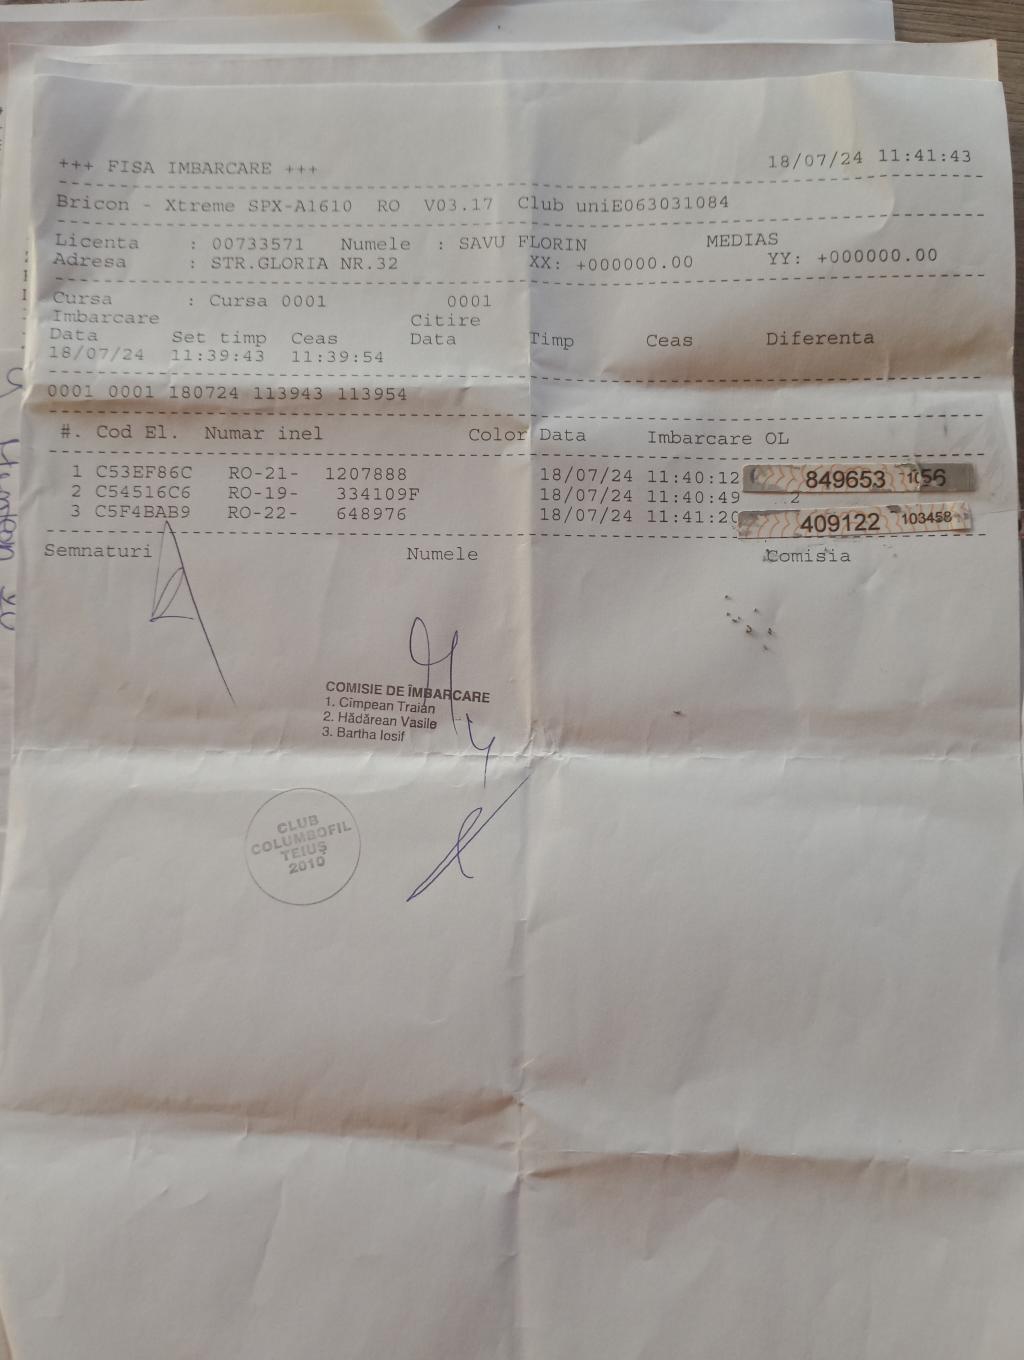 +++ FISA IMBARCARE +++ 18/07/24 11:41:43
Bricon - Xtreme SPX-A1610 RO V03.17 Club uniE063031084
Licenta : 00733571 Numele : SAVU FLORIN MEDIAS
Adresa : STR.GLORIA NR.32 XX: +000000.00 YY: +000000.00
Cursa : Cursa 0001 0001
Imbarcare Citire
Data Set timp Ceas Data Timp Ceas Diferenta
18/07/24 11:39:43 11:39:54
0001 0001 180724 113943 113954
#. Cod El. Numar inel Color Data Imbarcare OL
1 C53EF86C RO-21- 1207888 18/07/24 11:40:12 849653
2 C54516C6 RO-19- 334109F 18/07/24 11:40:49 2
3 C5F4BAB9 RO-22- 648976 18/07/24 11:41:20 409122 103458
Semnaturi Numele Comisia
COMISIE DE ÎMBARCARE
1. Cîmpean Traian
2. Hădărean Vasile
3. Bartha Iosif
CLUB
COLUMBOFIL
TEIUȘ
2010